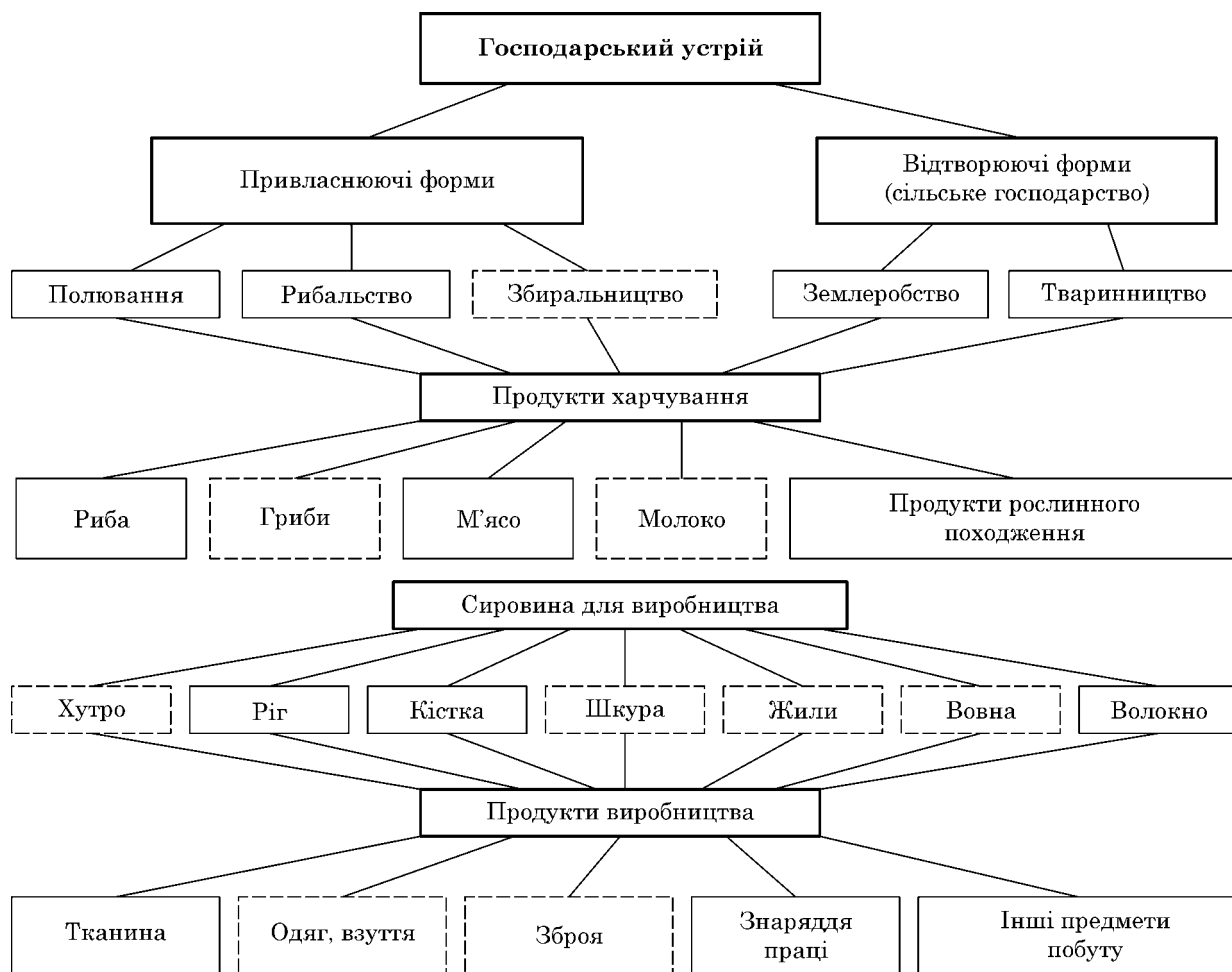 Господарський устрій
Привласнюючі форми
Відтворюючі форми
(сільське господарство)
Полювання
Рибальство
Збиральництво
Землеробство
Тваринництво
Продукти харчування
Риба
Гриби
М'ясо
Молоко
Продукти рослинного
походження
Сировина для виробництва
Хутро
Ріг
Кістка
Шкура
Жили
Вовна
Волокно
Продукти виробництва
Тканина
Одяг, взуття
Зброя
Знаряддя
праці
Інші предмети
побуту